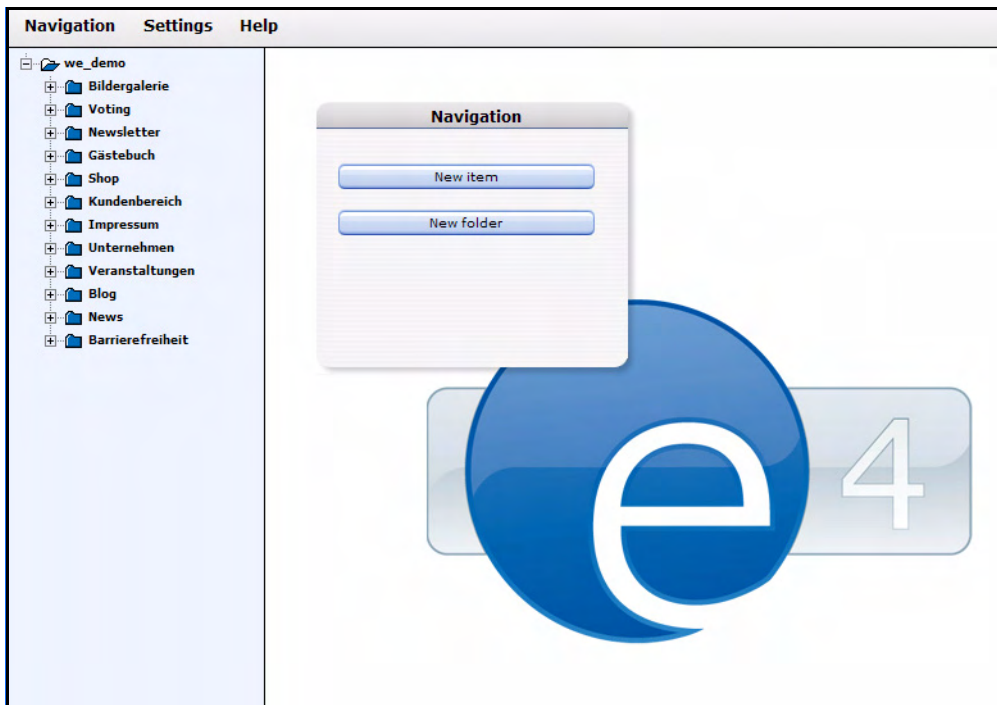 Navigation Settings Help
we_demo
Bildergalerie
Voting
Newsletter
Gästebuch
Shop
Kundenbereich
Impressum
Unternehmen
Veranstaltungen
Blog
News
Barrierefreiheit
Navigation
New item
New folder
e 4